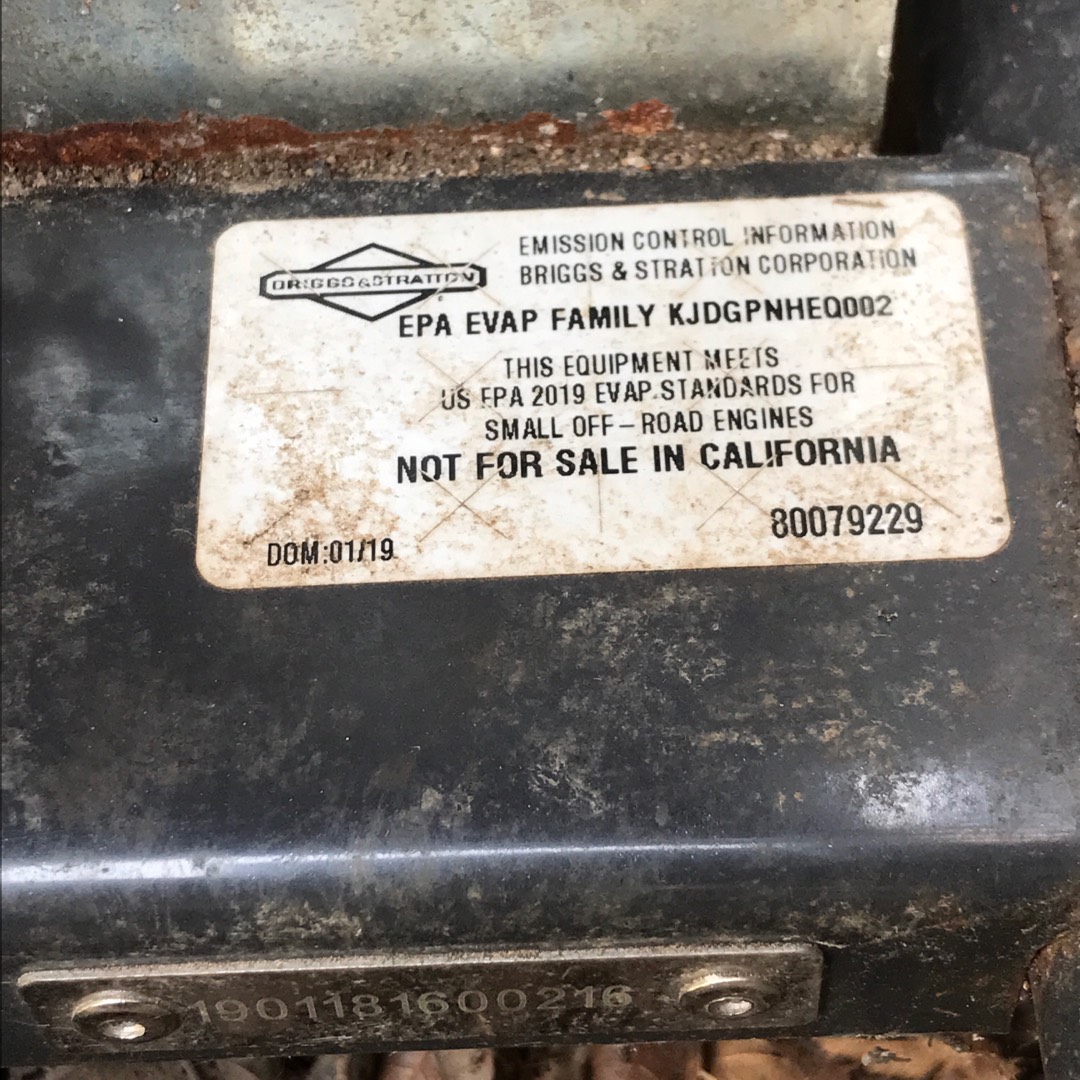 BRIGGS & STRATTON
EMISSION CONTROL INFORMATION
BRIGGS & STRATTON CORPORATION
EPA EVAP FAMILY KJDGPNHEQ002
THIS EQUIPMENT MEETS
US EPA 2019 EVAP STANDARDS FOR
SMALL OFF-ROAD ENGINES
NOT FOR SALE IN CALIFORNIA
80079229
DOM:01/19
1901181600216